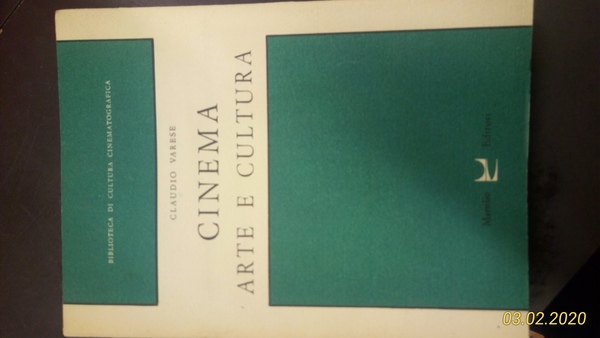 BIBLIOTECA DI CULTURA CINEMATOGRAFICA
CLAUDIO VARESE
CINEMA
ARTE E CULTURA
Marsilio Editori
03.02.2020